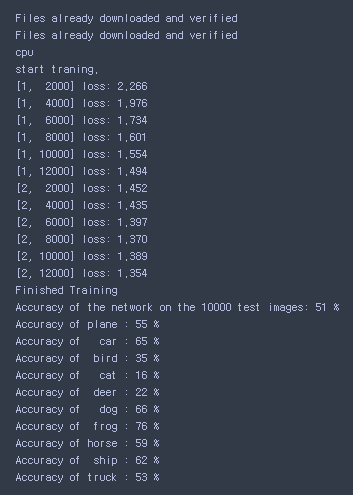 Files already downloaded and verified
Files already downloaded and verified
cpu
start traning.
[1,  2000] loss: 2.266
[1,  4000] loss: 1.976
[1,  6000] loss: 1.734
[1,  8000] loss: 1.601
[1, 10000] loss: 1.554
[1, 12000] loss: 1.494
[2,  2000] loss: 1.452
[2,  4000] loss: 1.435
[2,  6000] loss: 1.397
[2,  8000] loss: 1.370
[2, 10000] loss: 1.389
[2, 12000] loss: 1.354
Finished Training
Accuracy of the network on the 10000 test images: 51 %
Accuracy of plane : 55 %
Accuracy of   car : 65 %
Accuracy of  bird : 35 %
Accuracy of   cat : 16 %
Accuracy of  deer : 22 %
Accuracy of   dog : 66 %
Accuracy of  frog : 76 %
Accuracy of horse : 59 %
Accuracy of  ship : 62 %
Accuracy of truck : 53 %